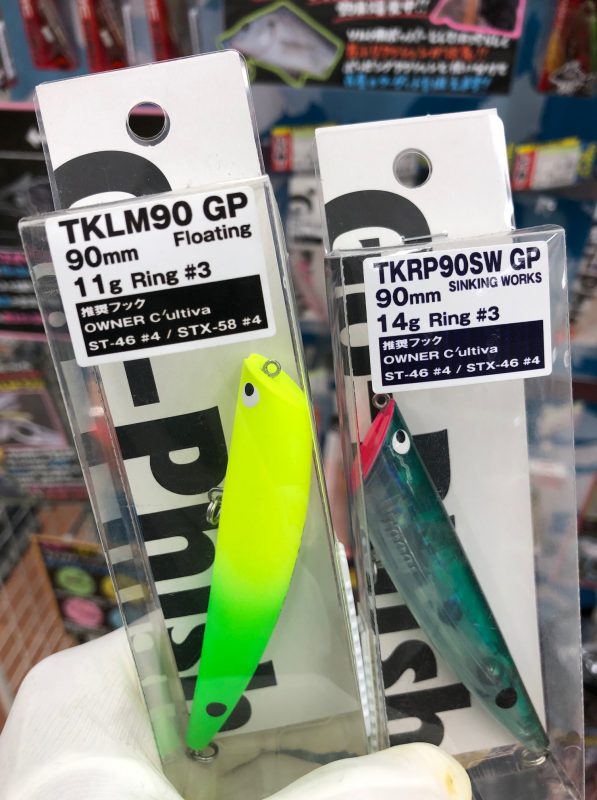 TKLM90 GP
90mm Floating
11g Ring #3
推奨フック
OWNER C'ultiva
ST-46 #4 / STX-58 #4
TKRP90SW GP
90mm SINKING WORKS
14g Ring #3
推奨フック
OWNER C'ultiva
ST-46 #4 / STX-46 #4
-Phish